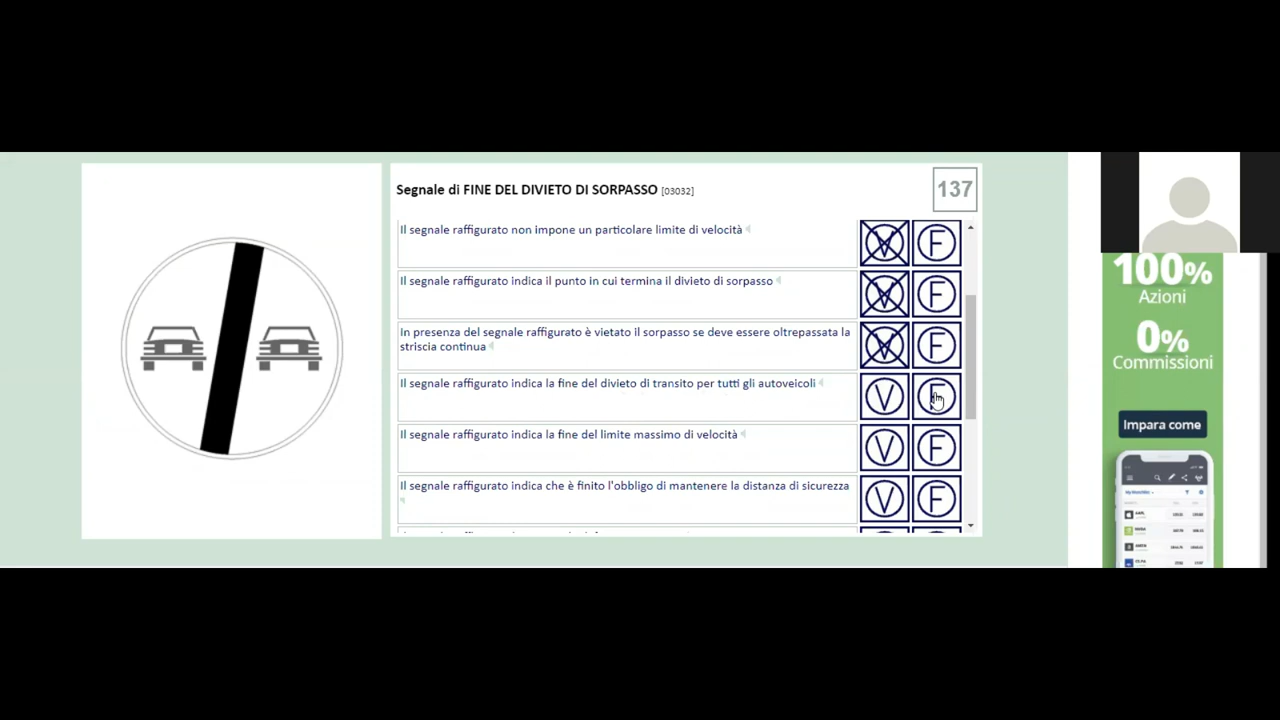 Segnale di FINE DEL DIVIETO DI SORPASSO [03032]
137
Il segnale raffigurato non impone un particolare limite di velocità
V F
Il segnale raffigurato indica il punto in cui termina il divieto di sorpasso
V F
In presenza del segnale raffigurato è vietato il sorpasso se deve essere oltrepassata la
striscia continua
V F
Il segnale raffigurato indica la fine del divieto di transito per tutti gli autoveicoli
V F
Il segnale raffigurato indica la fine del limite massimo di velocità
V F
Il segnale raffigurato indica che è finito l'obbligo di mantenere la distanza di sicurezza
V F
100%
Azioni
0%
Commissioni
Impara come